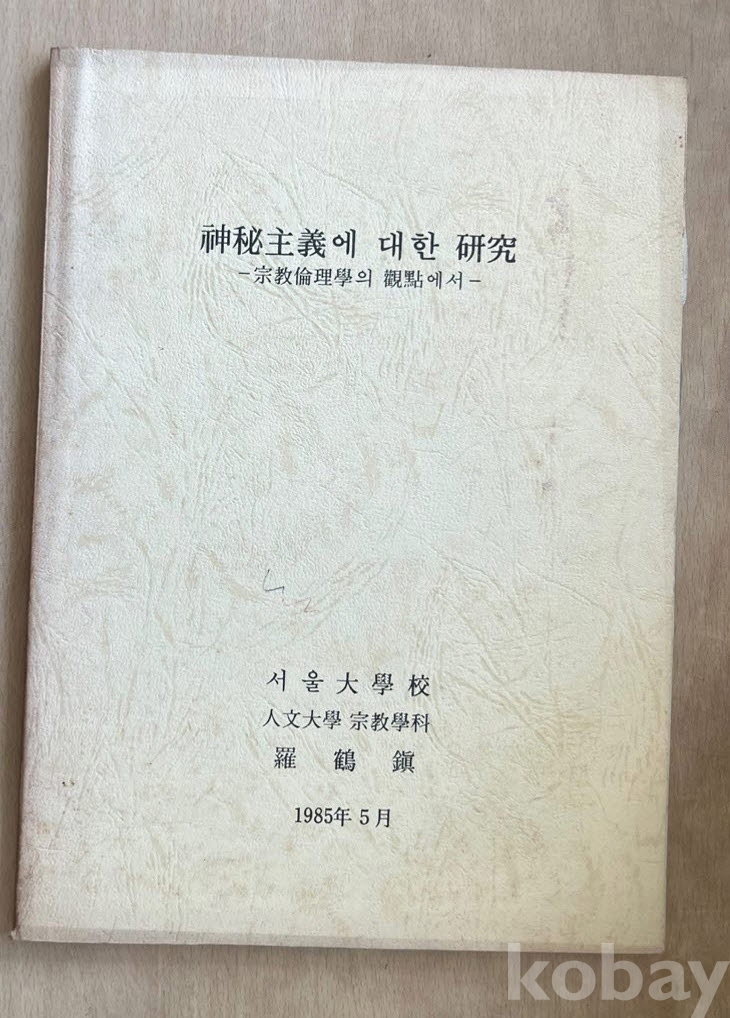 神秘主義에 대한 研究
-宗教倫理學의 觀點에서-
서울大學校
人文大學 宗教學科
羅鶴鎭
1985年 5月
kobay